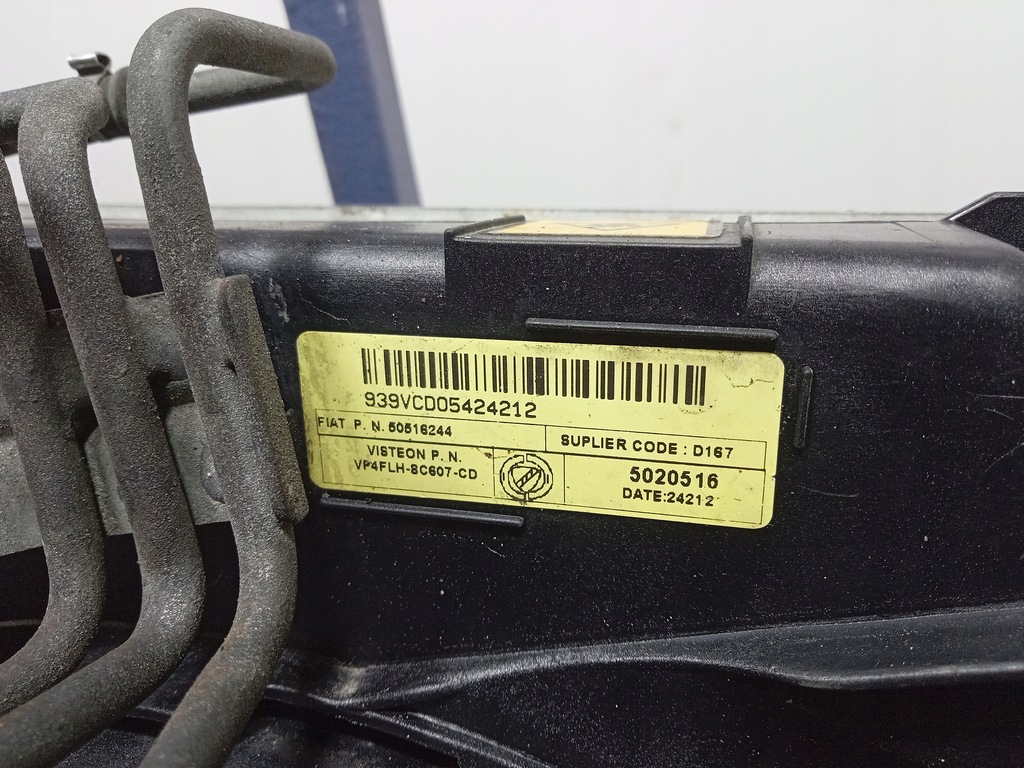 939VCD05424212
FIAT P. N. 50516244
SUPLIER CODE : D167
VISTEON P. N.
VP4FLH-8C607-CD
5020516
DATE:24212